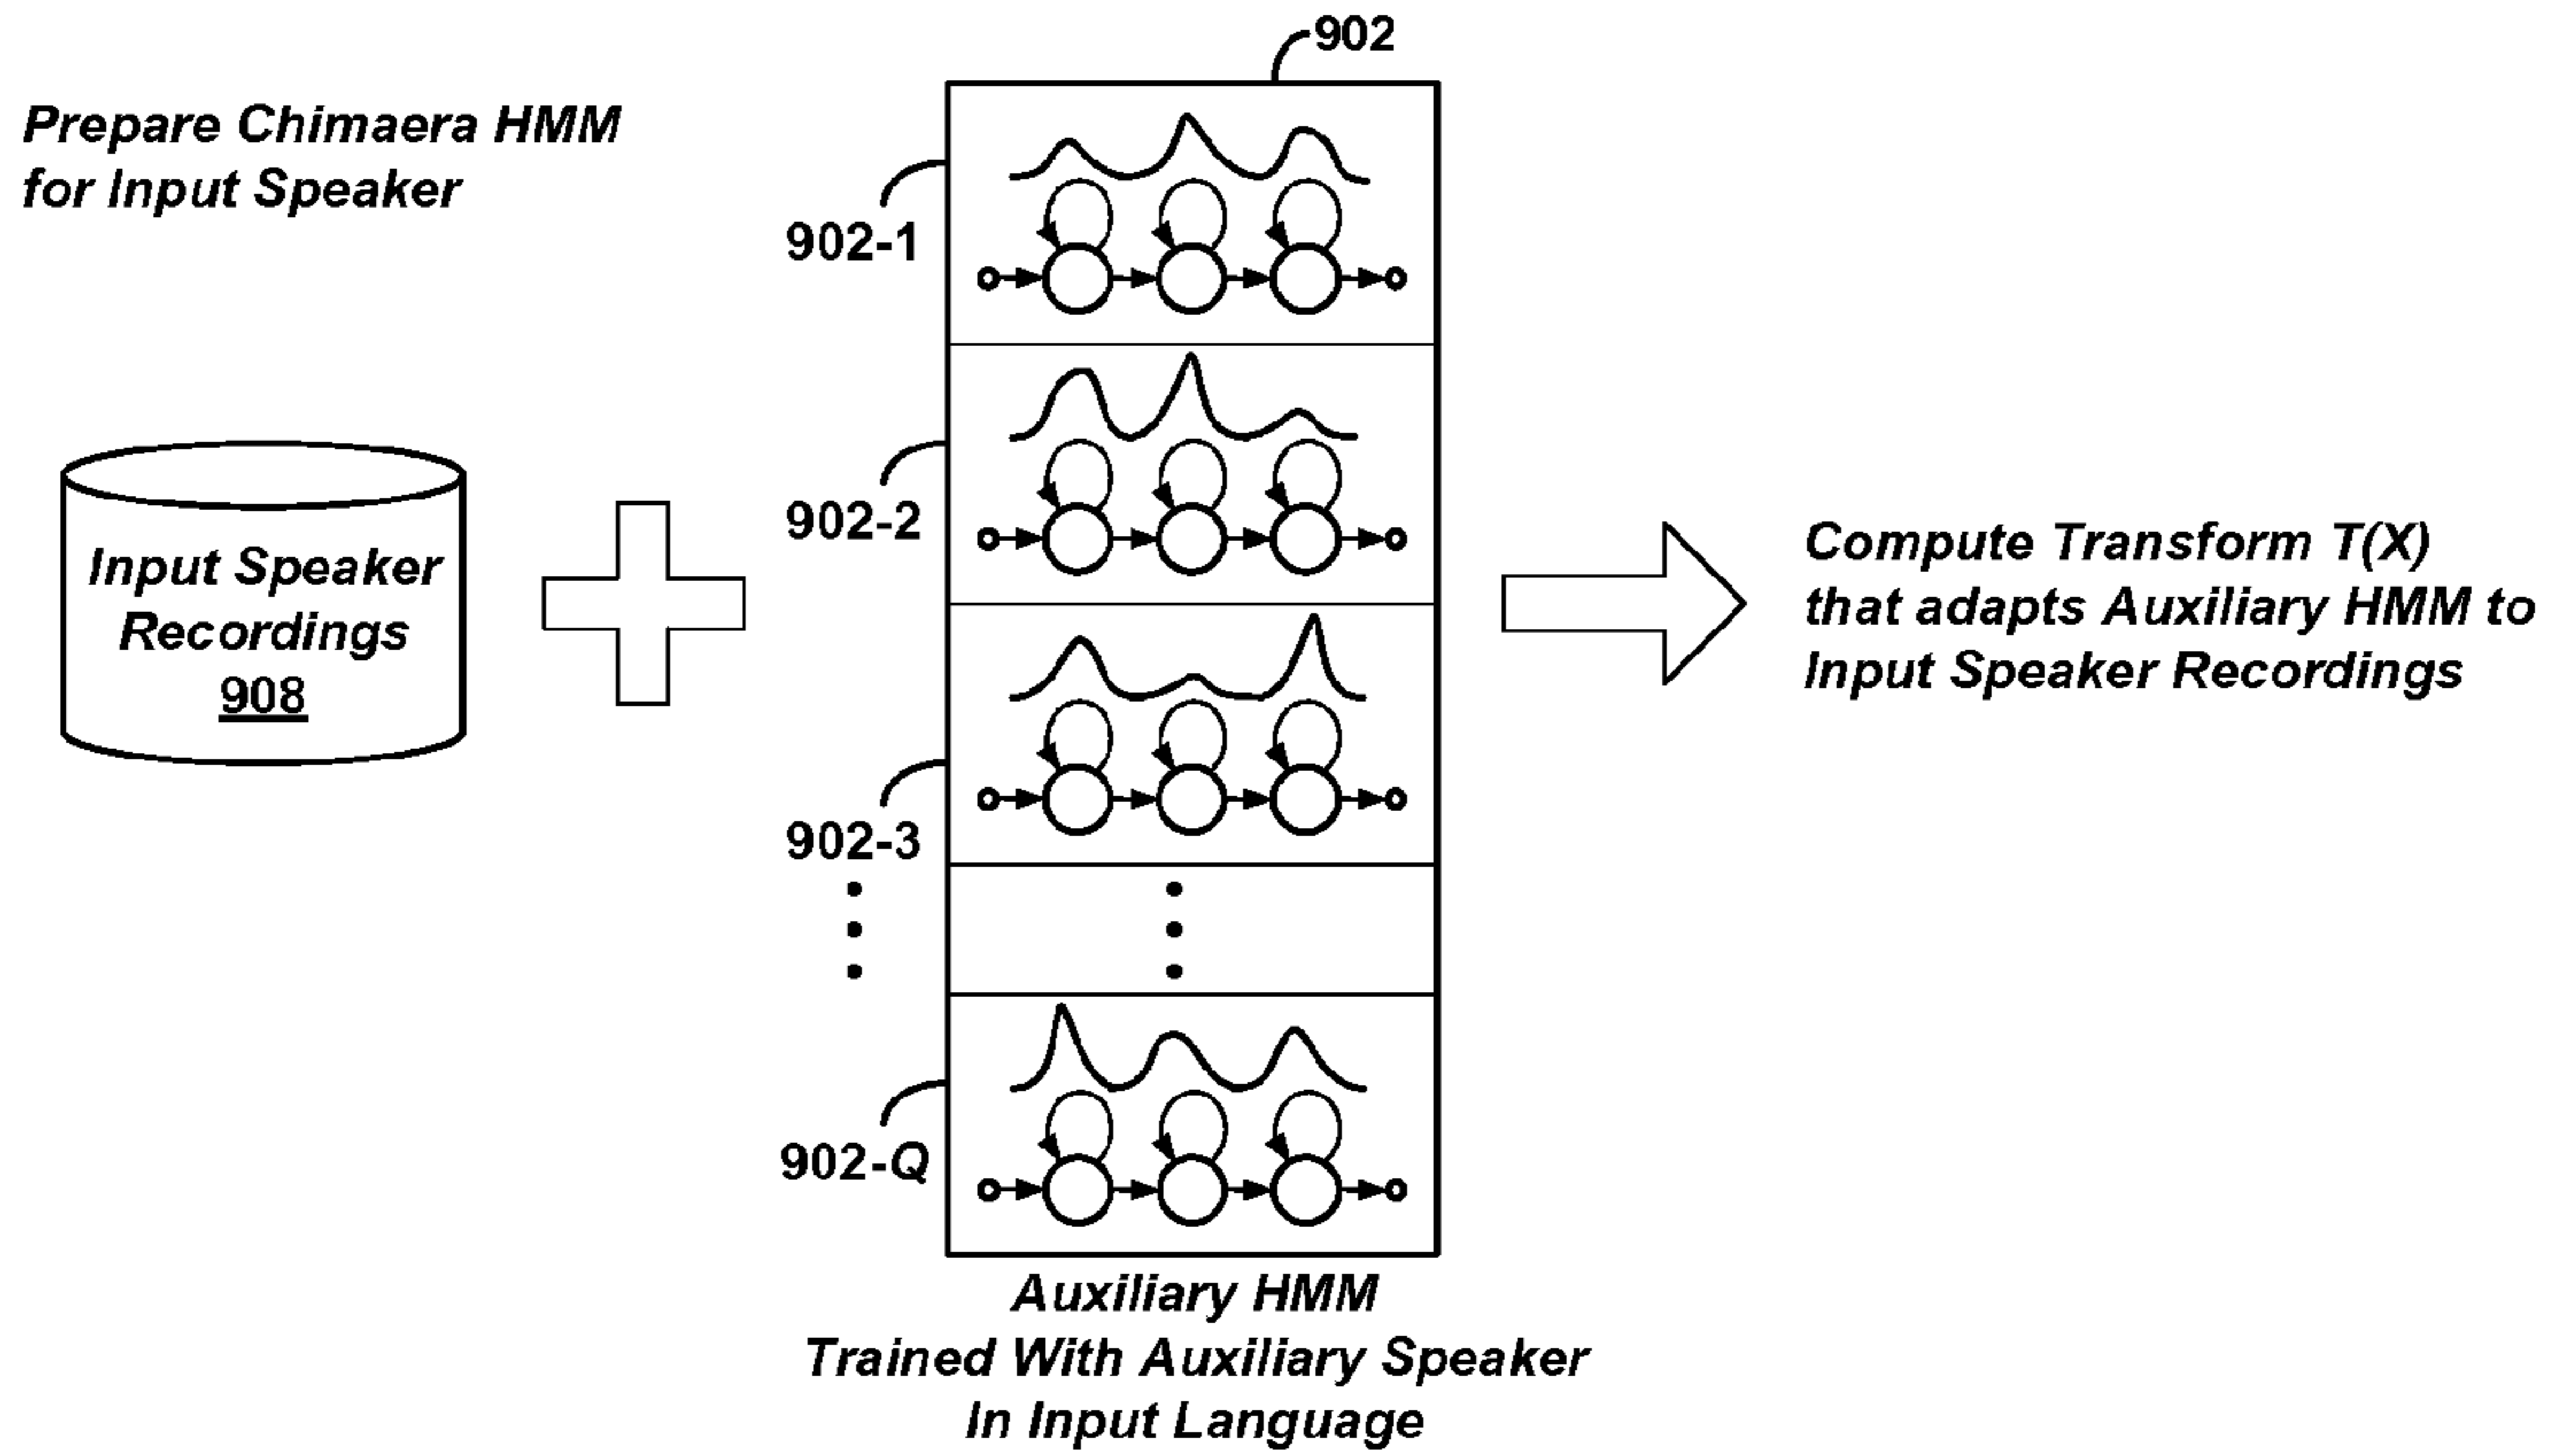 902
Prepare Chimaera HMM
for Input Speaker
902-1
902-2
Input Speaker
Recordings
908
Compute Transform T(X)
that adapts Auxiliary HMM to
Input Speaker Recordings
902-3
902-Q
Auxiliary HMM
Trained With Auxiliary Speaker
In Input Language